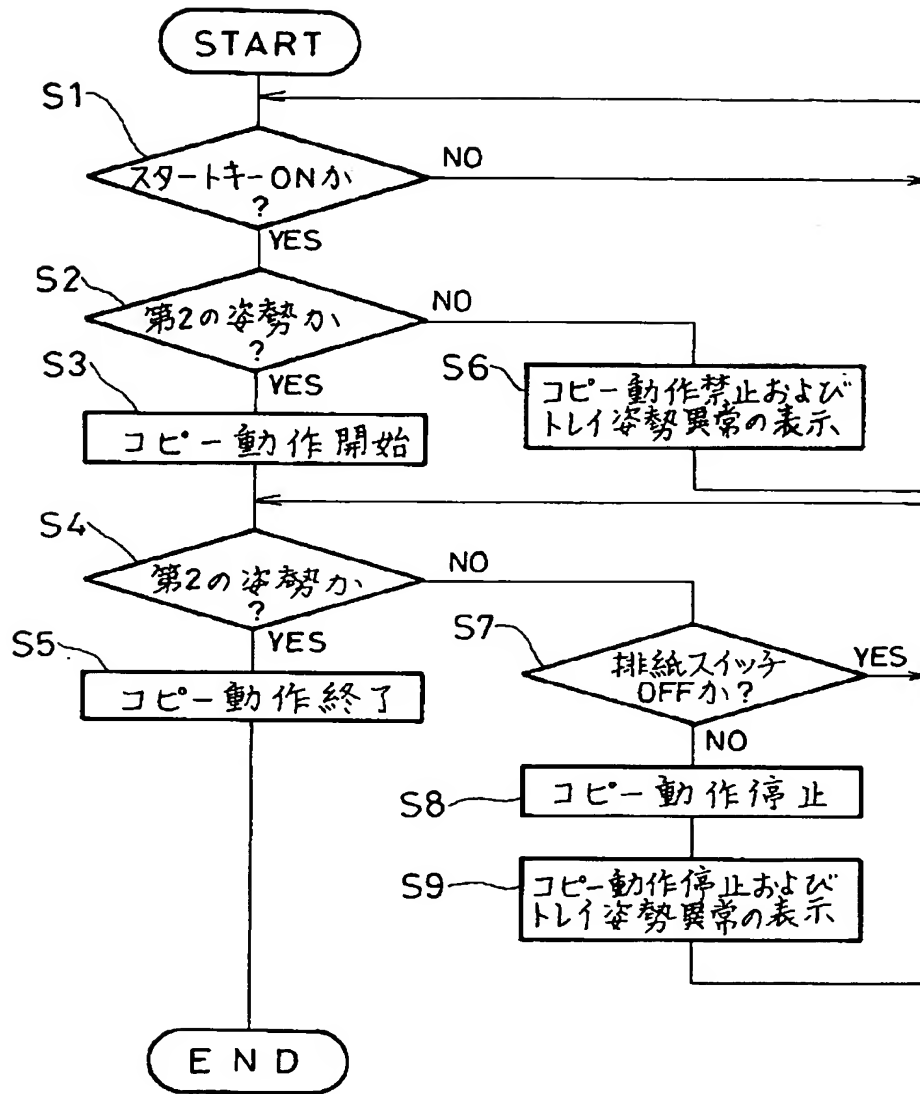 START
S1
スタートキーONか
?
NO
YES
S2
第2の姿勢か
?
NO
YES
S3
コピー動作開始
S6
コピー動作禁止および
トレイ姿勢異常の表示
S4
第2の姿勢か
?
NO
YES
S5
コピー動作終了
S7
排紙スイッチ
OFFか?
YES
NO
S8
コピー動作停止
S9
コピー動作停止および
トレイ姿勢異常の表示
END